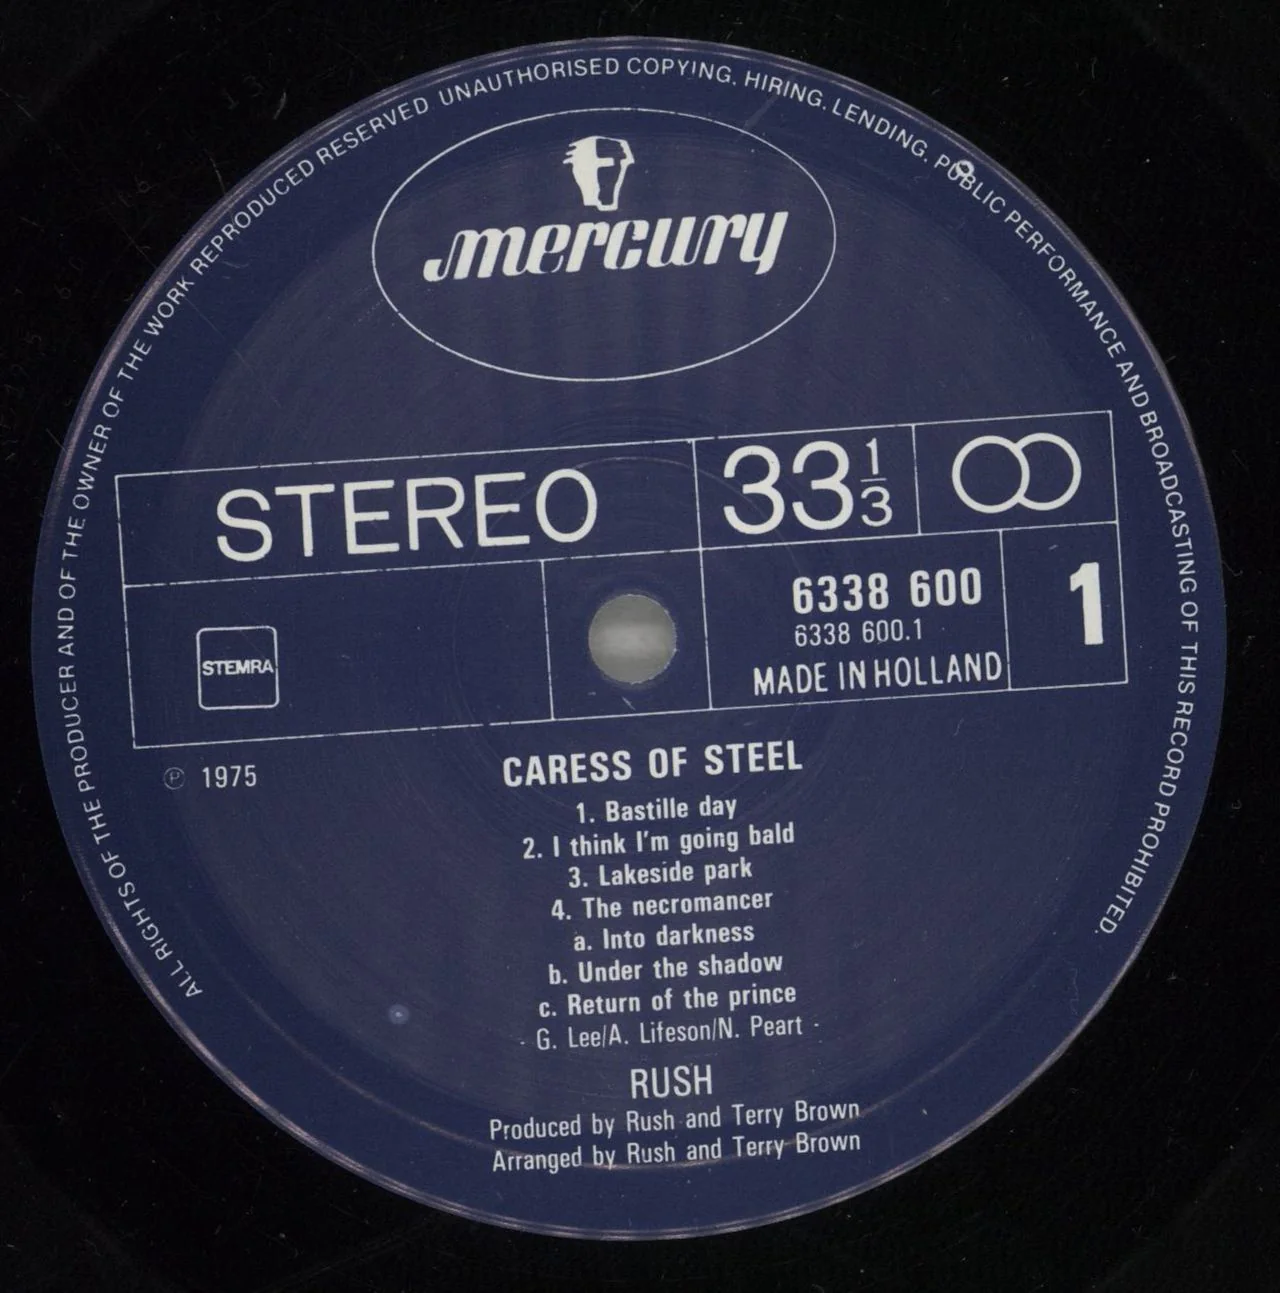 ALL RIGHTS OF THE PRODUCER AND OF THE OWNER OF THE WORK REPRODUCED RESERVED UNAUTHORISED COPYING. HIRING. LENDING. PUBLIC PERFORMANCE AND BROADCASTING OF THIS RECORD PROHIBITED.
mercury
STEREO
33 1/3
6338 600
6338 600.1
MADE IN HOLLAND
1
STEMRA
℗ 1975
CARESS OF STEEL
1. Bastille day
2. I think I'm going bald
3. Lakeside park
4. The necromancer
a. Into darkness
b. Under the shadow
c. Return of the prince
- G. Lee/A. Lifeson/N. Peart -
RUSH
Produced by Rush and Terry Brown
Arranged by Rush and Terry Brown